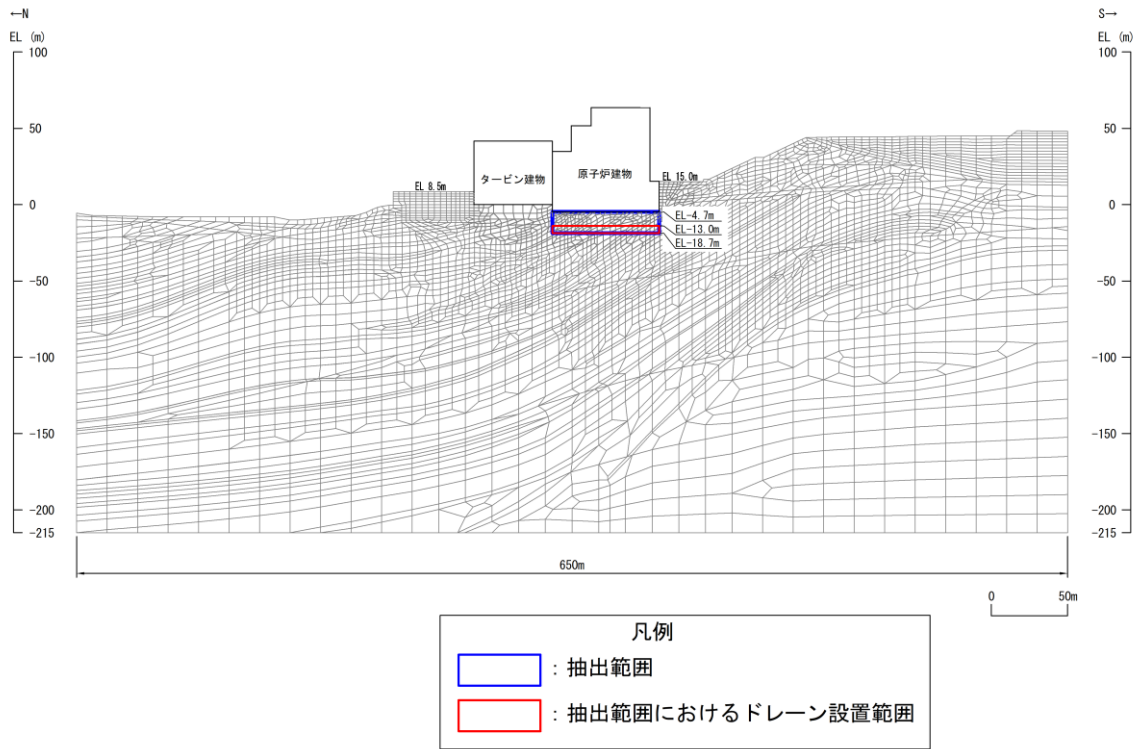 ←N
S→
EL (m)
EL (m)
100
100
50
50
タービン建物
原子炉建物
EL 8.5m
EL 15.0m
0
0
EL-4.7m
EL-13.0m
EL-18.7m
-50
-50
-100
-100
-150
-150
-200
-200
-215
-215
650m
0
50m
凡例
：抽出範囲
：抽出範囲におけるドレーン設置範囲